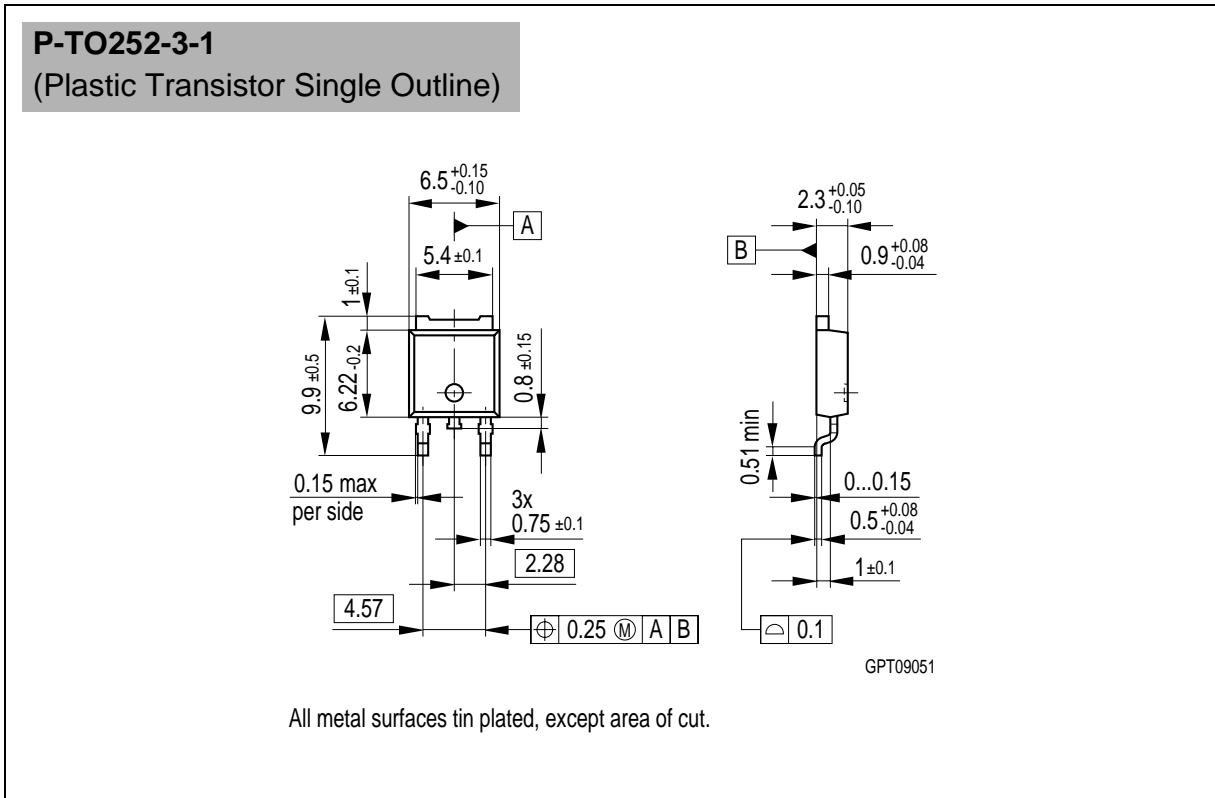 P-TO252-3-1
(Plastic Transistor Single Outline)
6.5 +0.15 -0.10
A
5.4 ±0.1
1±0.1
9.9 ±0.5
6.22 -0.2
0.8 ±0.15
0.15 max
per side
3x
0.75 ±0.1
2.28
4.57
⌖ 0.25 Ⓜ A B
2.3 +0.05 -0.10
B
0.9 +0.08 -0.04
0.51 min
0...0.15
0.5 +0.08 -0.04
1±0.1
⌓ 0.1
GPT09051
All metal surfaces tin plated, except area of cut.